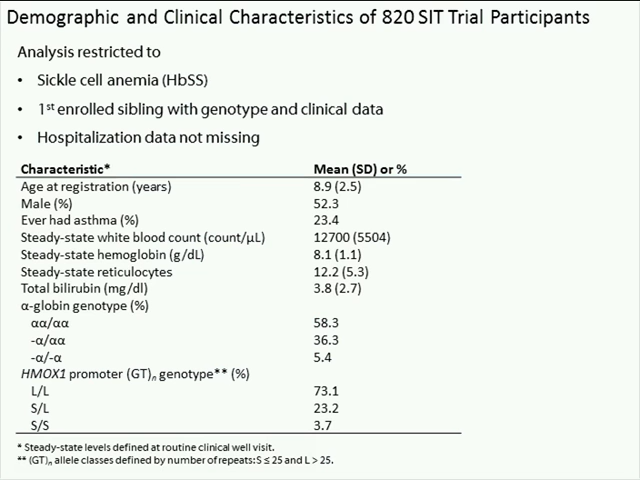 Demographic and Clinical Characteristics of 820 SIT Trial Participants
Analysis restricted to
• Sickle cell anemia (HbSS)
• 1st enrolled sibling with genotype and clinical data
• Hospitalization data not missing
Characteristic* Mean (SD) or %
Age at registration (years) 8.9 (2.5)
Male (%) 52.3
Ever had asthma (%) 23.4
Steady-state white blood count (count/μL) 12700 (5504)
Steady-state hemoglobin (g/dL) 8.1 (1.1)
Steady-state reticulocytes 12.2 (5.3)
Total bilirubin (mg/dl) 3.8 (2.7)
α-globin genotype (%)
αα/αα 58.3
-α/αα 36.3
-α/-α 5.4
HMOX1 promoter (GT)n genotype** (%)
L/L 73.1
S/L 23.2
S/S 3.7
* Steady-state levels defined at routine clinical well visit.
** (GT)n allele classes defined by number of repeats: S ≤ 25 and L > 25.